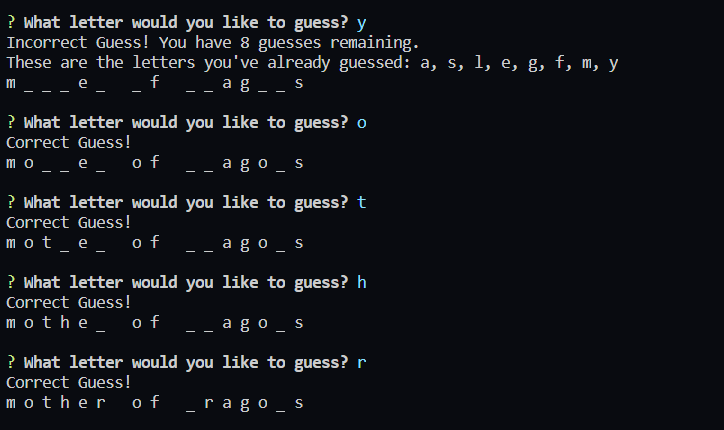 ? What letter would you like to guess? y
Incorrect Guess! You have 8 guesses remaining.
These are the letters you've already guessed: a, s, l, e, g, f, m, y
m _ _ _ e _   _ f   _ _ a g _ _ s
? What letter would you like to guess? o
Correct Guess!
m o _ _ e _   o f   _ _ a g o _ s
? What letter would you like to guess? t
Correct Guess!
m o t _ e _   o f   _ _ a g o _ s
? What letter would you like to guess? h
Correct Guess!
m o t h e _   o f   _ _ a g o _ s
? What letter would you like to guess? r
Correct Guess!
m o t h e r   o f   _ r a g o _ s